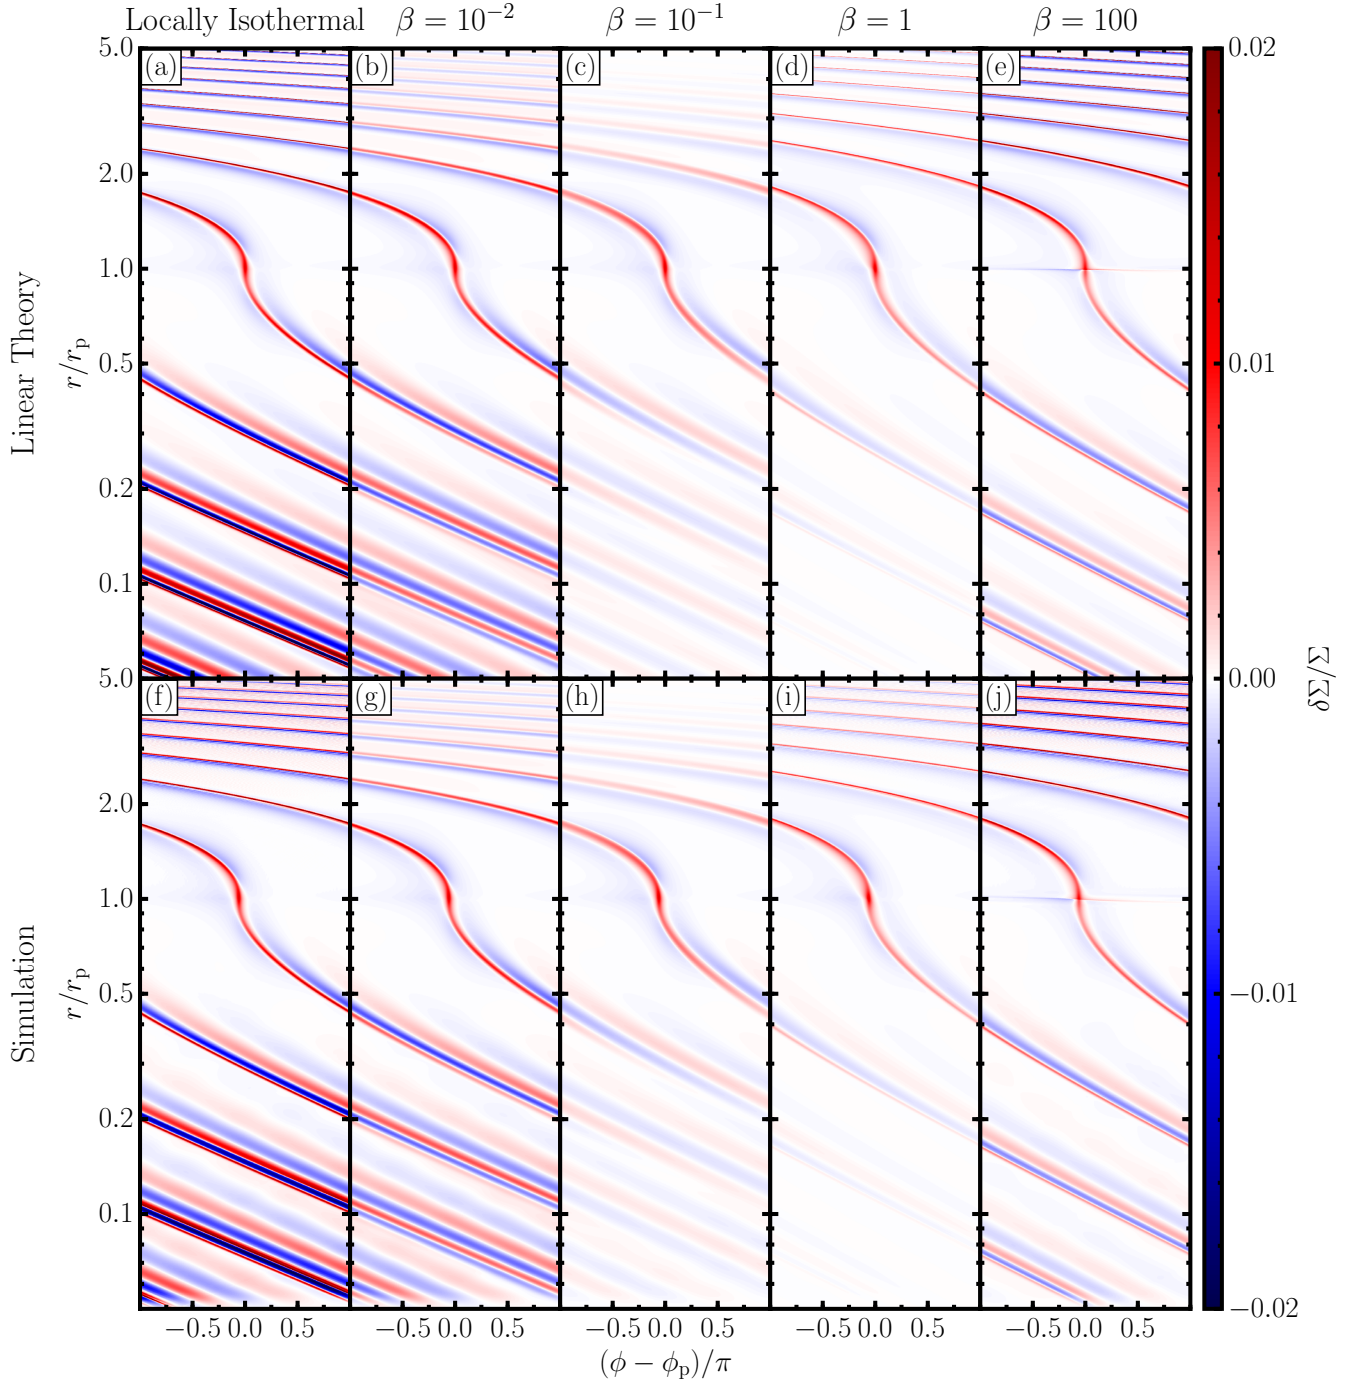 Locally Isothermal β = 10⁻² β = 10⁻¹ β = 1 β = 100
(a) (b) (c) (d) (e)
5.0
2.0
1.0
0.5
0.2
0.1
r/rₚ
Linear Theory
(f) (g) (h) (i) (j)
5.0
2.0
1.0
0.5
0.2
0.1
r/rₚ
Simulation
−0.5 0.0 0.5 −0.5 0.0 0.5 −0.5 0.0 0.5 −0.5 0.0 0.5 −0.5 0.0 0.5
(ϕ − ϕₚ)/π
0.02
0.01
0.00
−0.01
−0.02
δΣ/Σ